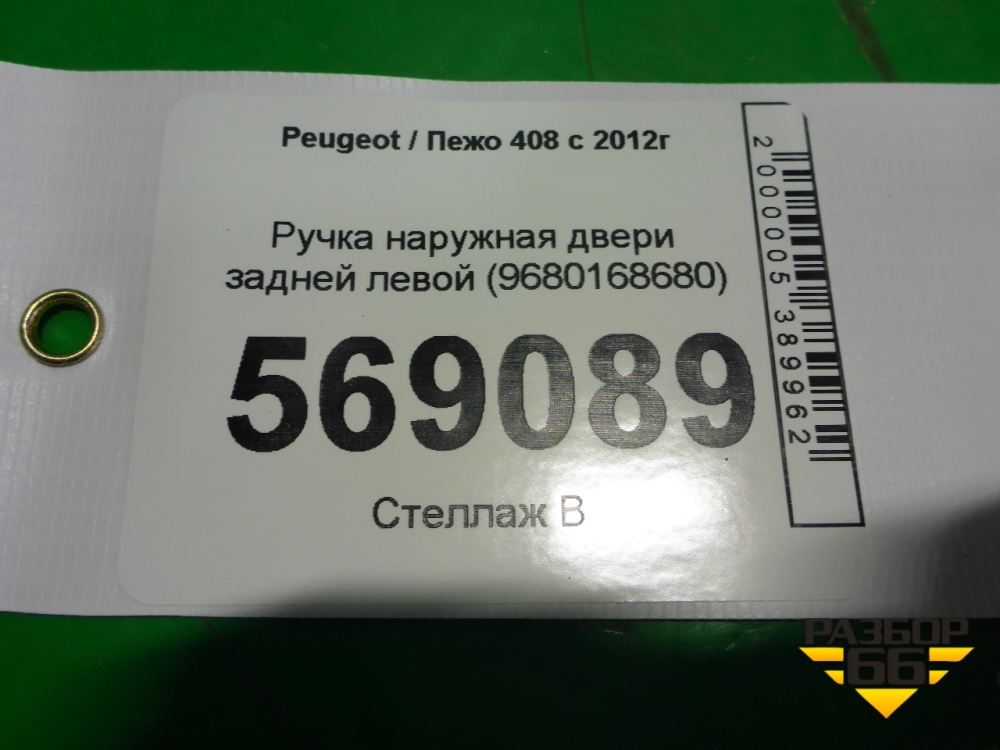 Peugeot / Пежо 408 с 2012г
Ручка наружная двери
задней левой (9680168680)
569089
Стеллаж В
2 000005 389962
РАЗБОР
66